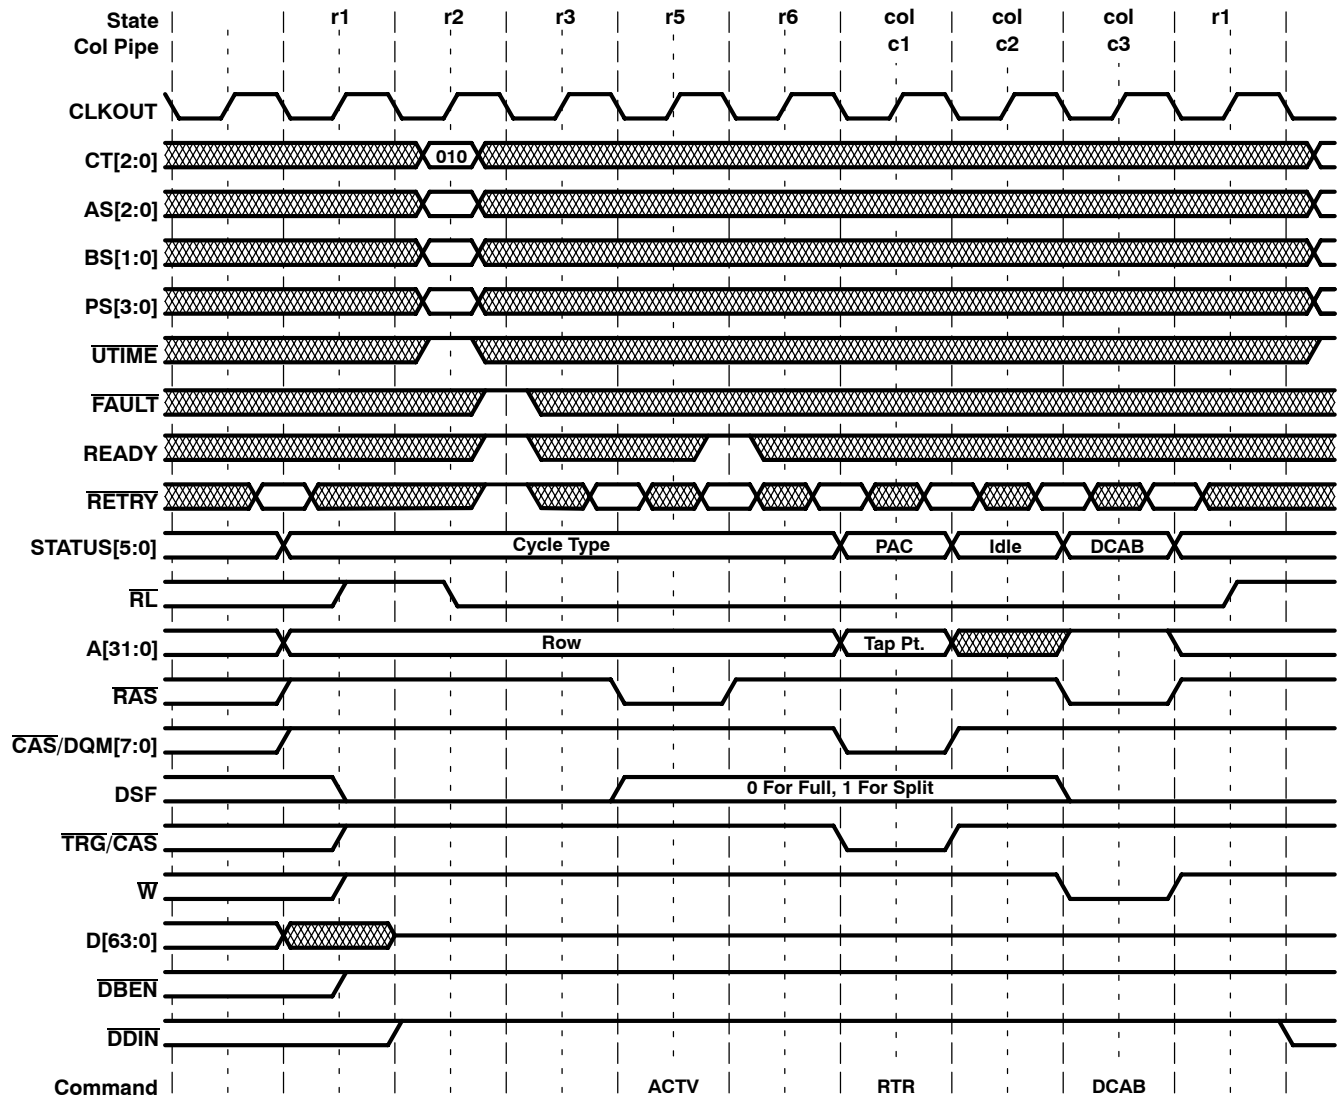 State r1 r2 r3 r5 r6 col col col r1
Col Pipe c1 c2 c3
CLKOUT
CT[2:0] 010
AS[2:0]
BS[1:0]
PS[3:0]
UTIME
FAULT
READY
RETRY
STATUS[5:0] Cycle Type PAC Idle DCAB
RL
A[31:0] Row Tap Pt.
RAS
CAS/DQM[7:0]
DSF 0 For Full, 1 For Split
TRG/CAS
W
D[63:0]
DBEN
DDIN
Command ACTV RTR DCAB